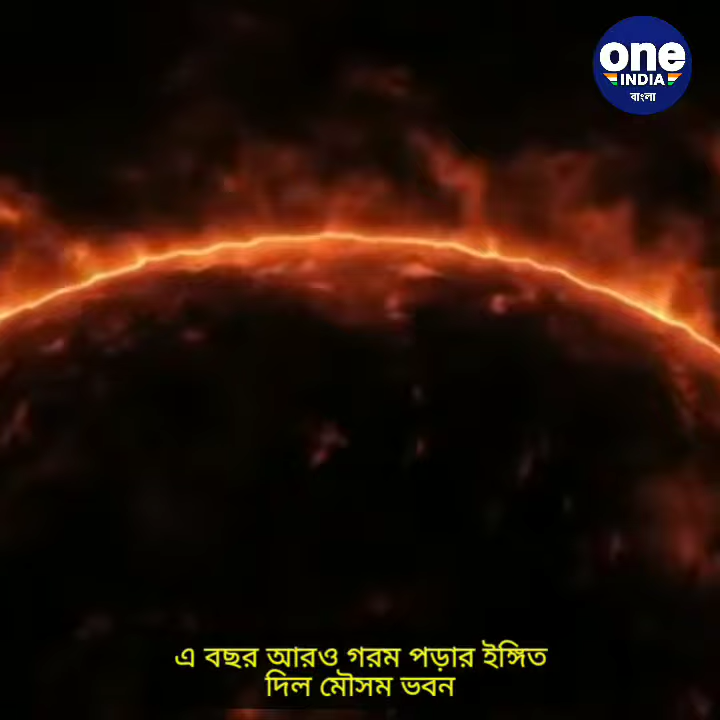 one
INDIA
বাংলা
এ বছর আরও গরম পড়ার ইঙ্গিত
দিল মৌসম ভবন